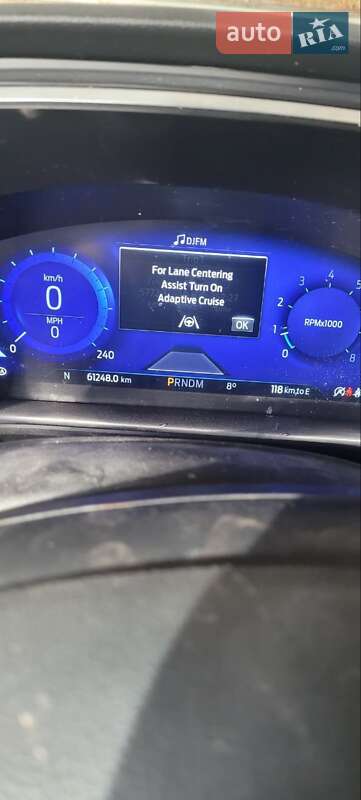 auto RIA
.com
DJFM
For Lane Centering
Assist Turn On
Adaptive Cruise
OK
km/h
0
MPH
0
240
1
2
3
4
5
0
8
RPMx1000
N 61248.0 km PRNDM 8° 118 Km,to E